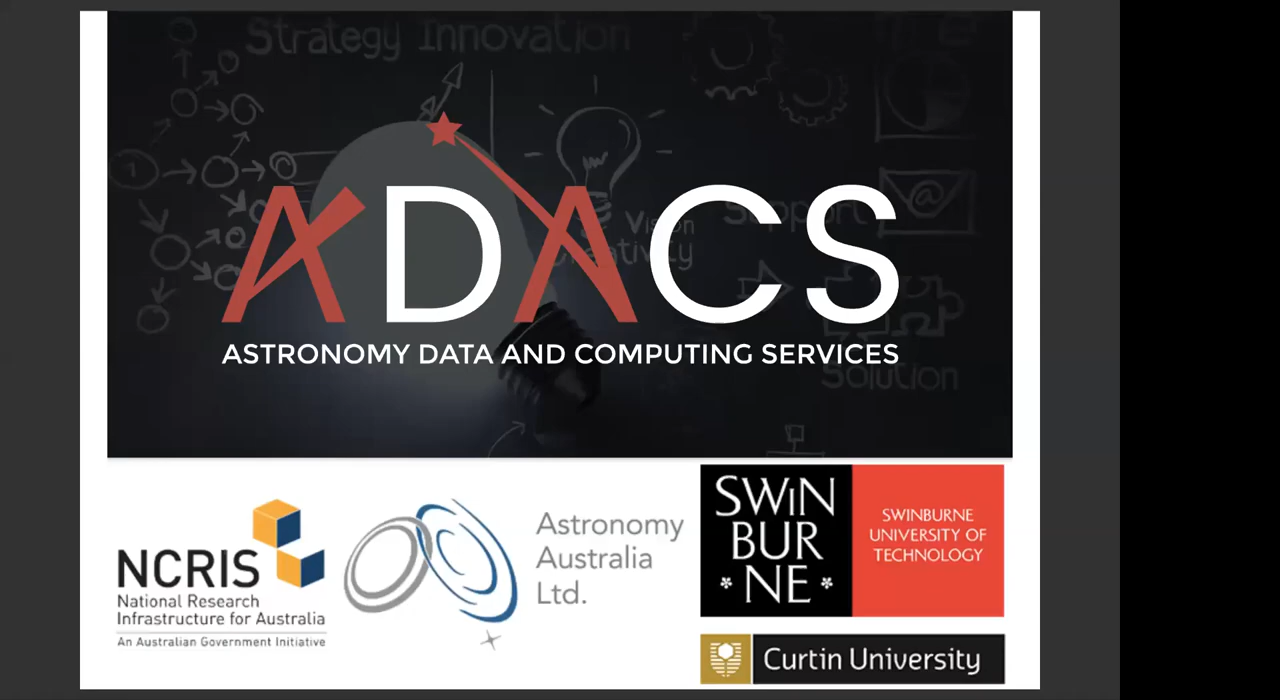 Strategy Innovation
ADACS
Vision
Support
Creativity
ASTRONOMY DATA AND COMPUTING SERVICES
Solution
NCRIS
National Research
Infrastructure for Australia
An Australian Government Initiative
Astronomy
Australia
Ltd.
SWIN
BUR
NE
SWINBURNE
UNIVERSITY OF
TECHNOLOGY
Curtin University